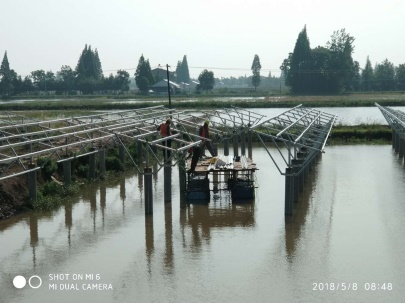 SHOT ON MI 6
MI DUAL CAMERA
2018/5/8 08:48